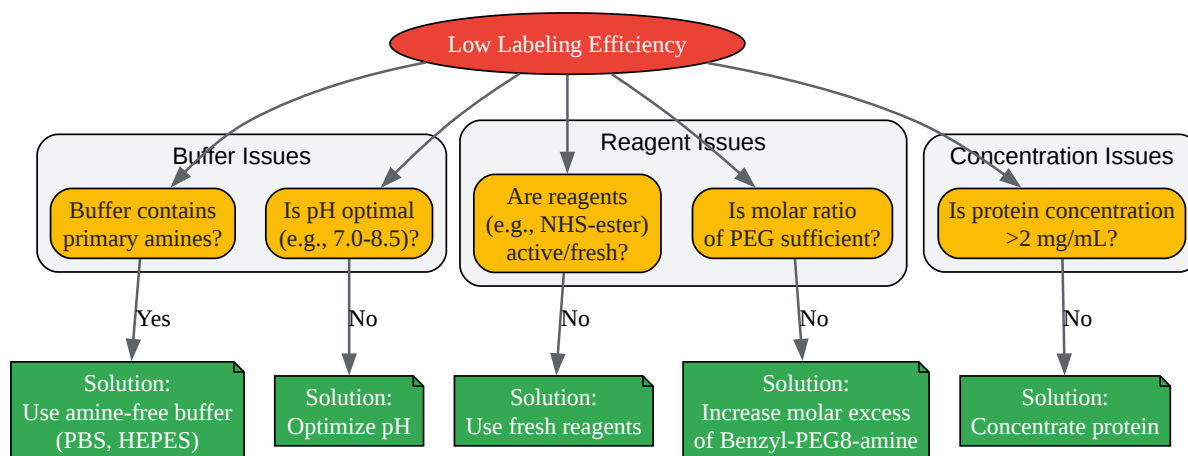 Low Labeling Efficiency
Buffer Issues
Reagent Issues
Concentration Issues
Buffer contains
primary amines?
Is pH optimal
(e.g., 7.0-8.5)?
Are reagents
(e.g., NHS-ester)
active/fresh?
Is molar ratio
of PEG sufficient?
Is protein concentration
>2 mg/mL?
Yes
No
No
No
No
Solution:
Use amine-free buffer
(PBS, HEPES)
Solution:
Optimize pH
Solution:
Use fresh reagents
Solution:
Increase molar excess
of Benzyl-PEG8-amine
Solution:
Concentrate protein